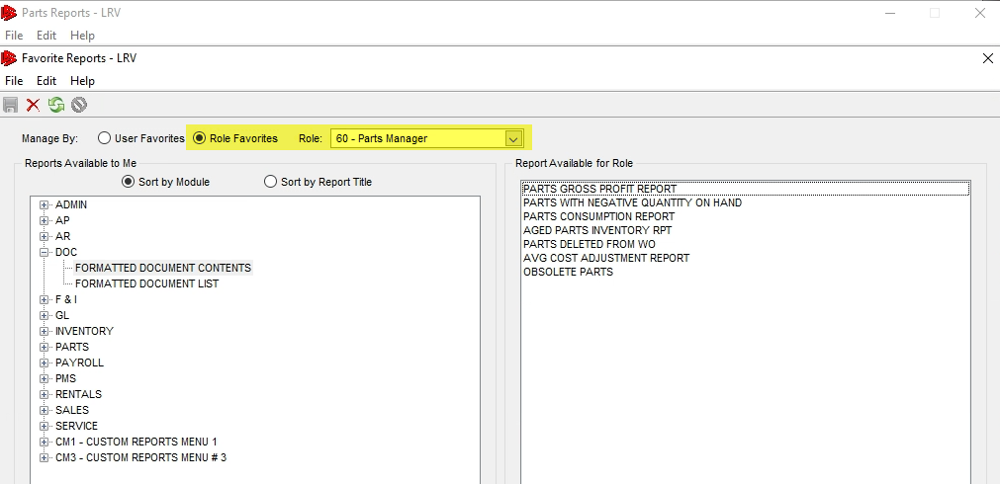 Parts Reports - LRV
File Edit Help
Favorite Reports - LRV
File Edit Help
Manage By: User Favorites Role Favorites Role: 60 - Parts Manager
Reports Available to Me
Sort by Module Sort by Report Title
ADMIN
AP
AR
DOC
FORMATTED DOCUMENT CONTENTS
FORMATTED DOCUMENT LIST
F & I
GL
INVENTORY
PARTS
PAYROLL
PMS
RENTALS
SALES
SERVICE
CM1 - CUSTOM REPORTS MENU 1
CM3 - CUSTOM REPORTS MENU # 3
Report Available for Role
PARTS GROSS PROFIT REPORT
PARTS WITH NEGATIVE QUANTITY ON HAND
PARTS CONSUMPTION REPORT
AGED PARTS INVENTORY RPT
PARTS DELETED FROM WO
AVG COST ADJUSTMENT REPORT
OBSOLETE PARTS